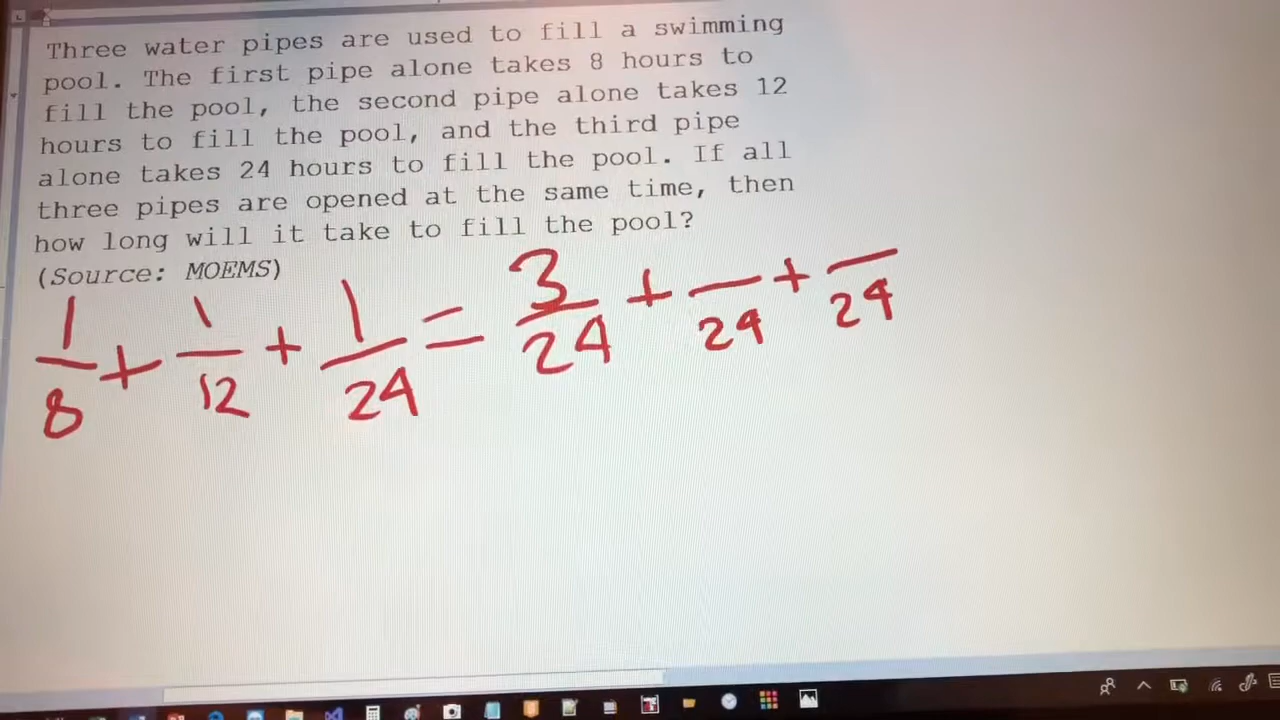 Three water pipes are used to fill a swimming
pool. The first pipe alone takes 8 hours to
fill the pool, the second pipe alone takes 12
hours to fill the pool, and the third pipe
alone takes 24 hours to fill the pool. If all
three pipes are opened at the same time, then
how long will it take to fill the pool?
(Source: MOEMS)
1/8 + 1/12 + 1/24 = 3/24 + /24 + /24